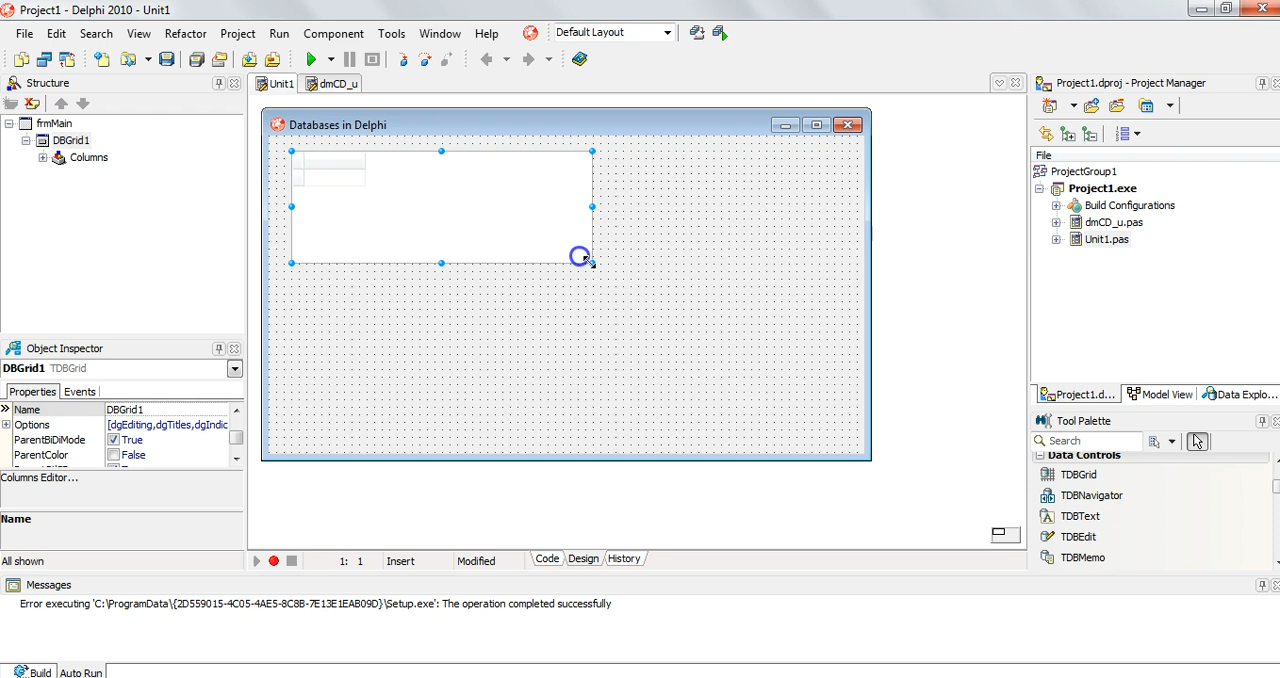 Project1 - Delphi 2010 - Unit1
File Edit Search View Refactor Project Run Component Tools Window Help Default Layout
Structure
frmMain
DBGrid1
Columns
Object Inspector
DBGrid1 TDBGrid
Properties Events
Name DBGrid1
Options [dgEditing,dgTitles,dgIndic
ParentBiDiMode True
ParentColor False
Columns Editor...
Name
All shown
Unit1 dmCD_u
Databases in Delphi
1: 1 Insert Modified Code Design History
Project1.dproj - Project Manager
File
ProjectGroup1
Project1.exe
Build Configurations
dmCD_u.pas
Unit1.pas
Project1.d... Model View Data Explo...
Tool Palette
Search
Data Controls
TDBGrid
TDBNavigator
TDBText
TDBEdit
TDBMemo
Messages
Error executing 'C:\ProgramData\{2D559015-4C05-4AE5-8C8B-7E13E1EAB09D}\Setup.exe': The operation completed successfully
Build Auto Run